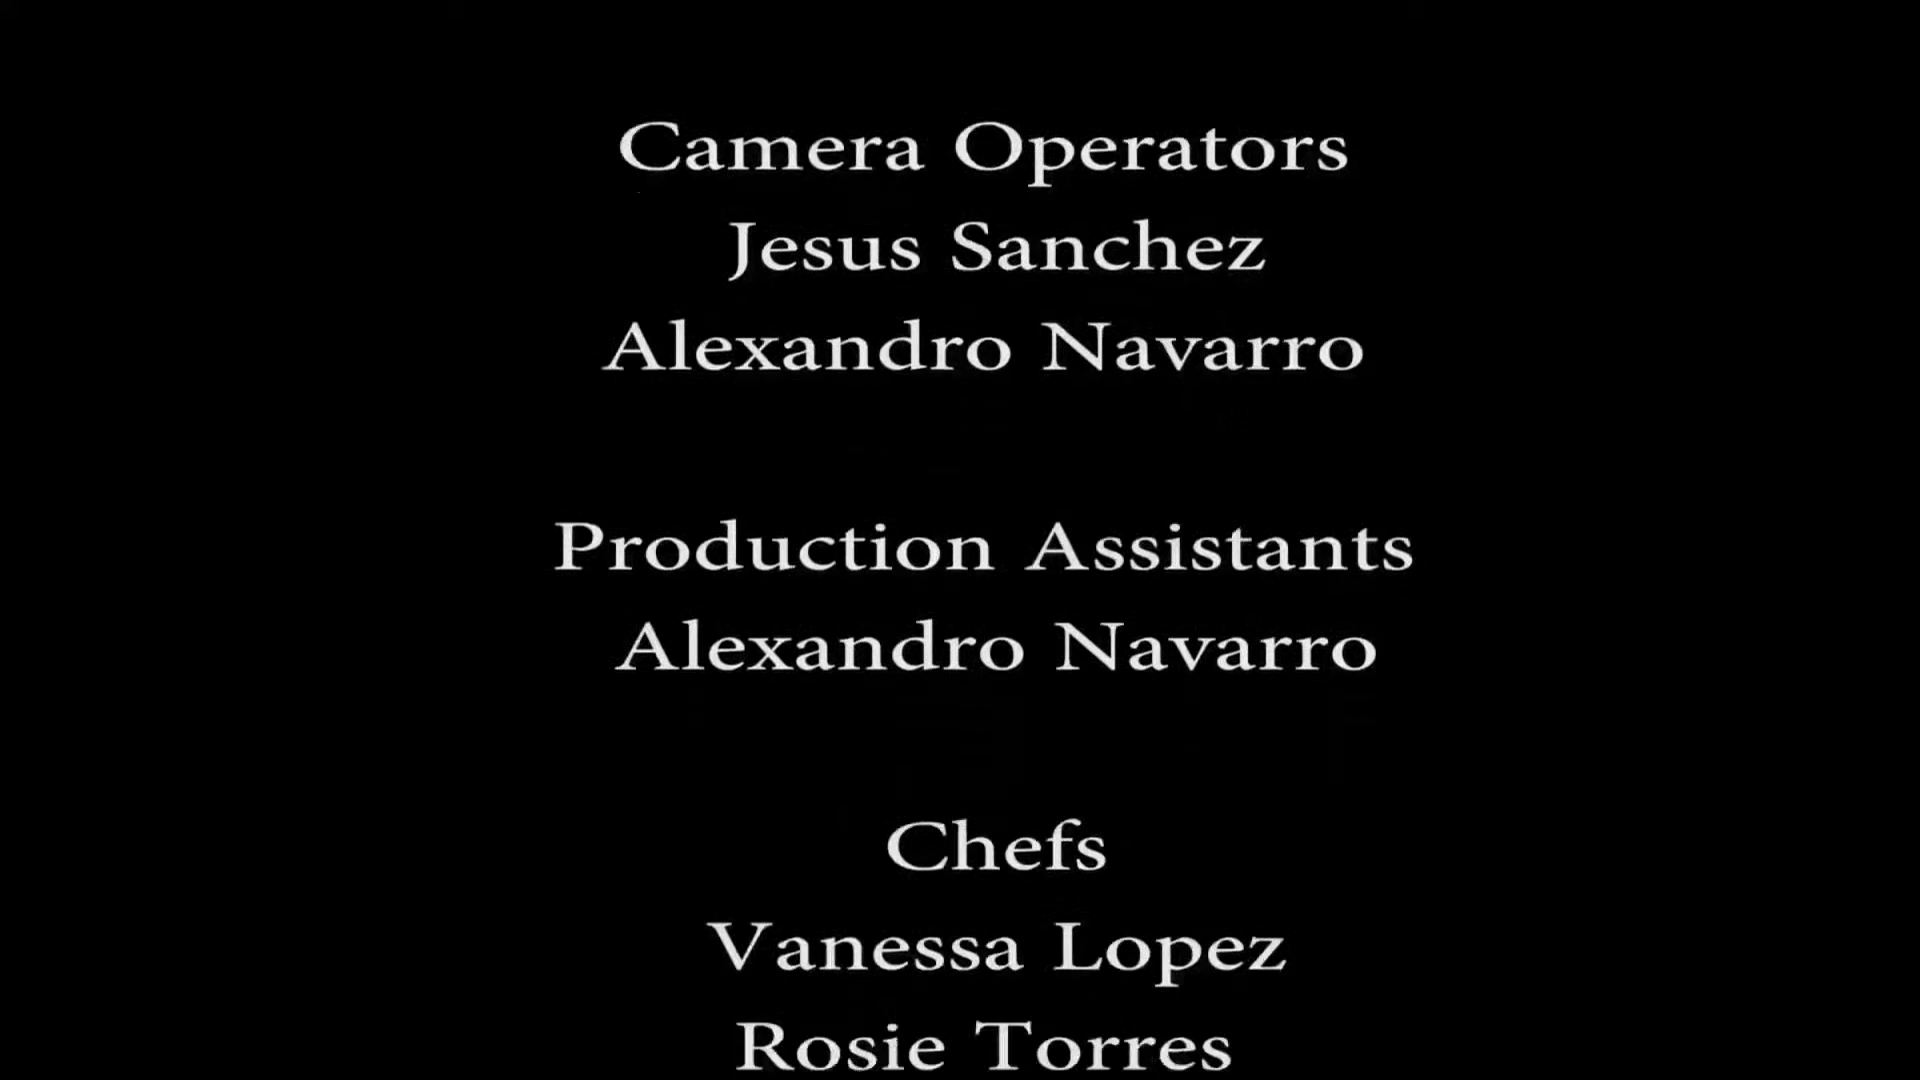 Camera Operators
Jesus Sanchez
Alexandro Navarro
Production Assistants
Alexandro Navarro
Chefs
Vanessa Lopez
Rosie Torres